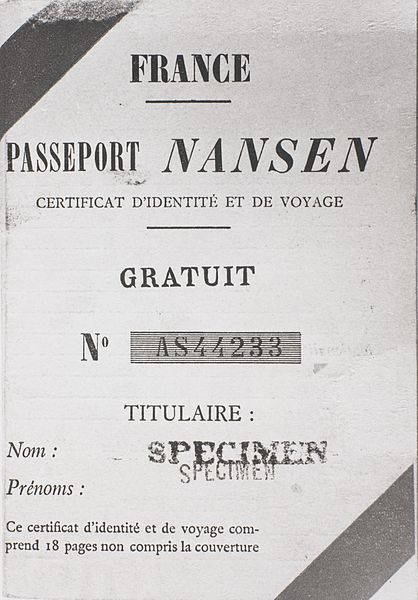 FRANCE
PASSEPORT NANSEN
CERTIFICAT D'IDENTITÉ ET DE VOYAGE
GRATUIT
Nº AS44233
TITULAIRE :
Nom : SPECIMEN
SPECIMEN
Prénoms :
Ce certificat d'identité et de voyage com-
prend 18 pages non compris la couverture